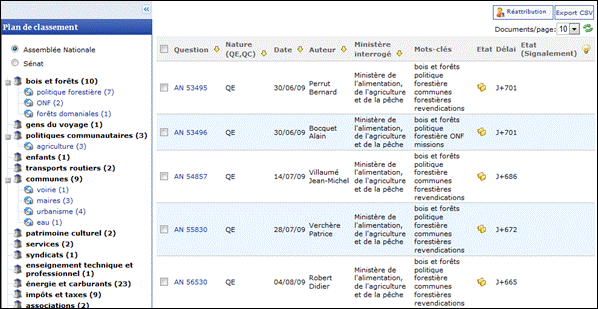 Réattribution
Export CSV
Documents/page: 10
«
Plan de classement
Assemblée Nationale
Sénat
bois et forêts (10)
politique forestière (7)
ONF (2)
forêts domaniales (1)
gens du voyage (1)
politiques communautaires (3)
agriculture (3)
enfants (1)
transports routiers (2)
communes (9)
voirie (1)
maires (3)
urbanisme (4)
eau (1)
patrimoine culturel (2)
services (2)
syndicats (1)
enseignement technique et
professionnel (1)
énergie et carburants (23)
impôts et taxes (9)
associations (2)
Question
Nature
(QE,QC)
Date
Auteur
Ministère
interrogé
Mots-clés
Etat
Délai
Etat
(Signalement)
AN 53495
QE
30/06/09
Perrut
Bernard
Ministère de
l'alimentation,
de l'agriculture
et de la pêche
bois et forêts
politique
forestière
communes
forestières
revendications
J+701
AN 53496
QE
30/06/09
Bocquet
Alain
Ministère de
l'alimentation,
de l'agriculture
et de la pêche
bois et forêts
politique
forestière ONF
missions
J+701
AN 54857
QE
14/07/09
Villaumé
Jean-Michel
Ministère de
l'alimentation,
de l'agriculture
et de la pêche
bois et forêts
politique
forestière
communes
forestières
revendications
J+686
AN 55830
QE
28/07/09
Verchère
Patrice
Ministère de
l'alimentation,
de l'agriculture
et de la pêche
bois et forêts
politique
forestière
communes
forestières
revendications
J+672
AN 56530
QE
04/08/09
Robert
Didier
Ministère de
l'alimentation,
de l'agriculture
et de la pêche
bois et forêts
politique
forestière
communes
forestières
revendications
J+665